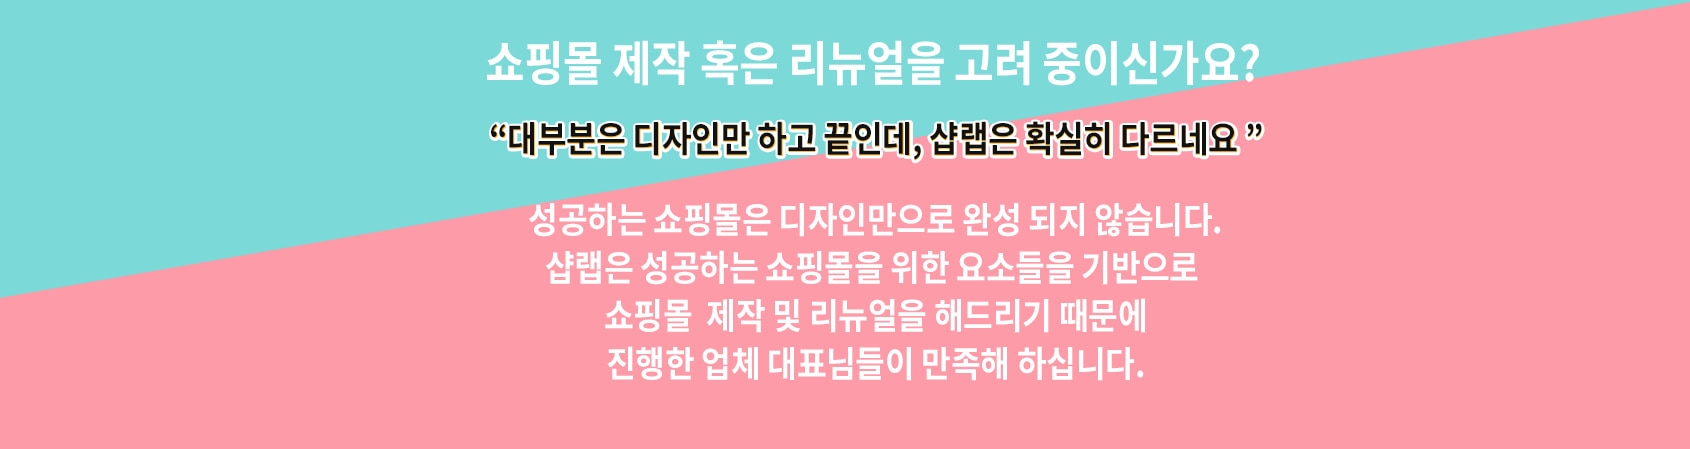 쇼핑몰 제작 혹은 리뉴얼을 고려 중이신가요?
“대부분은 디자인만 하고 끝인데, 샵랩은 확실히 다르네요 ”
성공하는 쇼핑몰은 디자인만으로 완성 되지 않습니다.
샵랩은 성공하는 쇼핑몰을 위한 요소들을 기반으로
쇼핑몰  제작 및 리뉴얼을 해드리기 때문에
진행한 업체 대표님들이 만족해 하십니다.